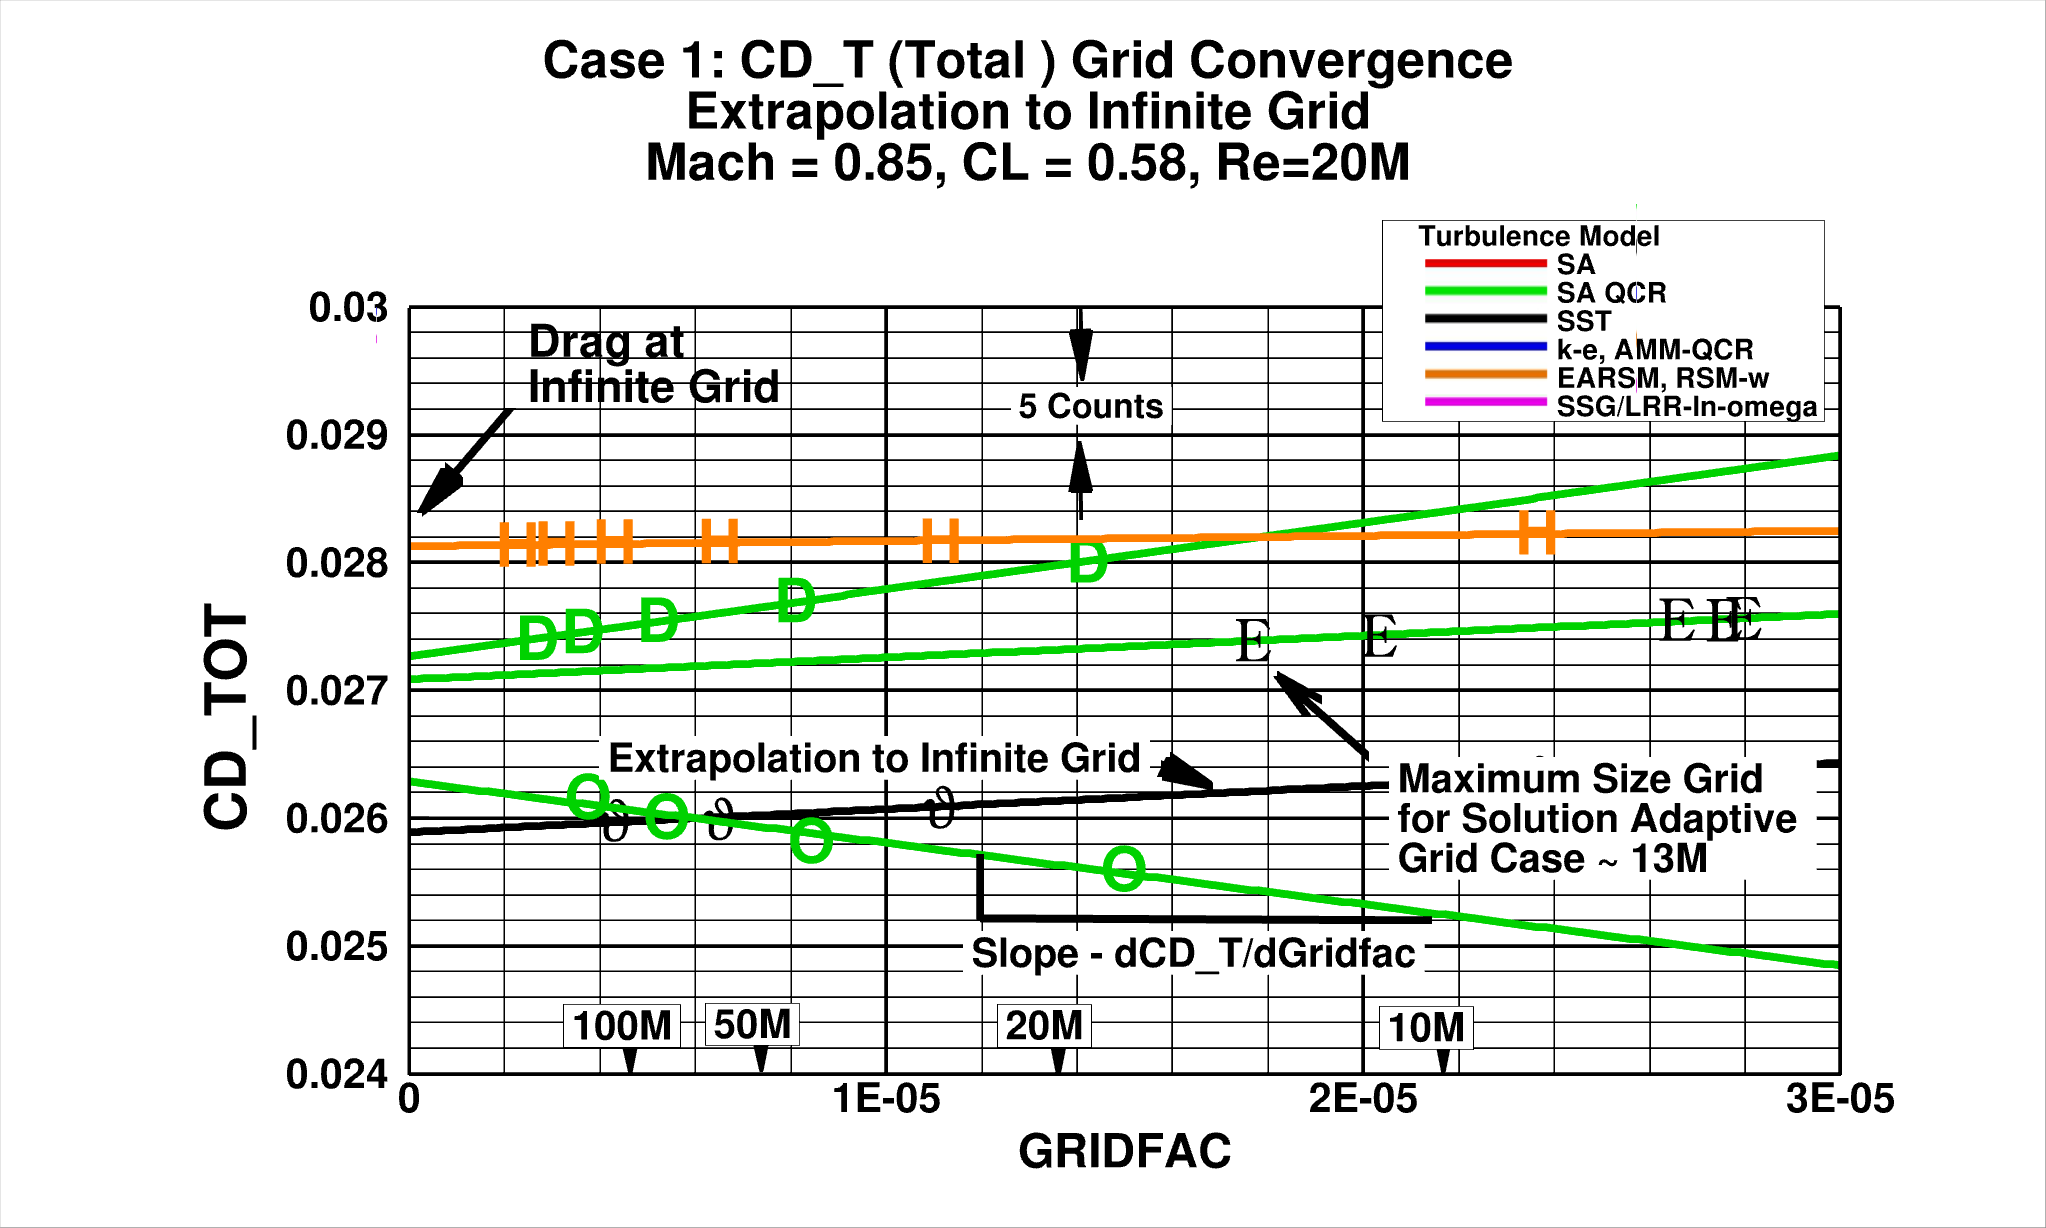 Case 1: CD_T (Total ) Grid Convergence
Extrapolation to Infinite Grid
Mach = 0.85, CL = 0.58, Re=20M
Turbulence Model
SA
SA QCR
SST
k-e, AMM-QCR
EARSM, RSM-w
SSG/LRR-ln-omega
0.03
0.029
0.028
0.027
0.026
0.025
0.024
CD_TOT
Drag at
Infinite Grid
5 Counts
H H H H H H
D D D D D
E E E E E
Extrapolation to Infinite Grid
Maximum Size Grid
for Solution Adaptive
Grid Case ~ 13M
O O O O
ϑ ϑ ϑ
Slope - dCD_T/dGridfac
100M 50M 20M 10M
0 1E-05 2E-05 3E-05
GRIDFAC